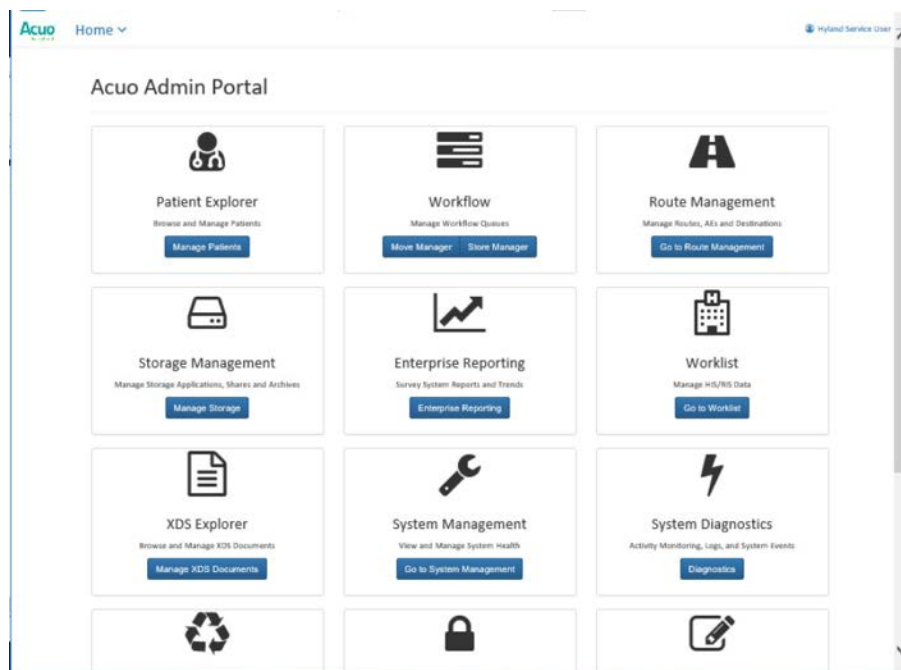 Acuo
Home
Hyland Service User
Acuo Admin Portal
Patient Explorer
Browse and Manage Patients
Manage Patients
Workflow
Manage Workflow Queues
Move Manager Store Manager
Route Management
Manage Routes, AEs and Destinations
Go to Route Management
Storage Management
Manage Storage Applications, Shares and Archives
Manage Storage
Enterprise Reporting
Survey System Reports and Trends
Enterprise Reporting
H
Worklist
Manage HIS/RIS Data
Go to Worklist
XDS Explorer
Browse and Manage XDS Documents
Manage XDS Documents
System Management
View and Manage System Health
Go to System Management
System Diagnostics
Activity Monitoring, Logs, and System Events
Diagnostics